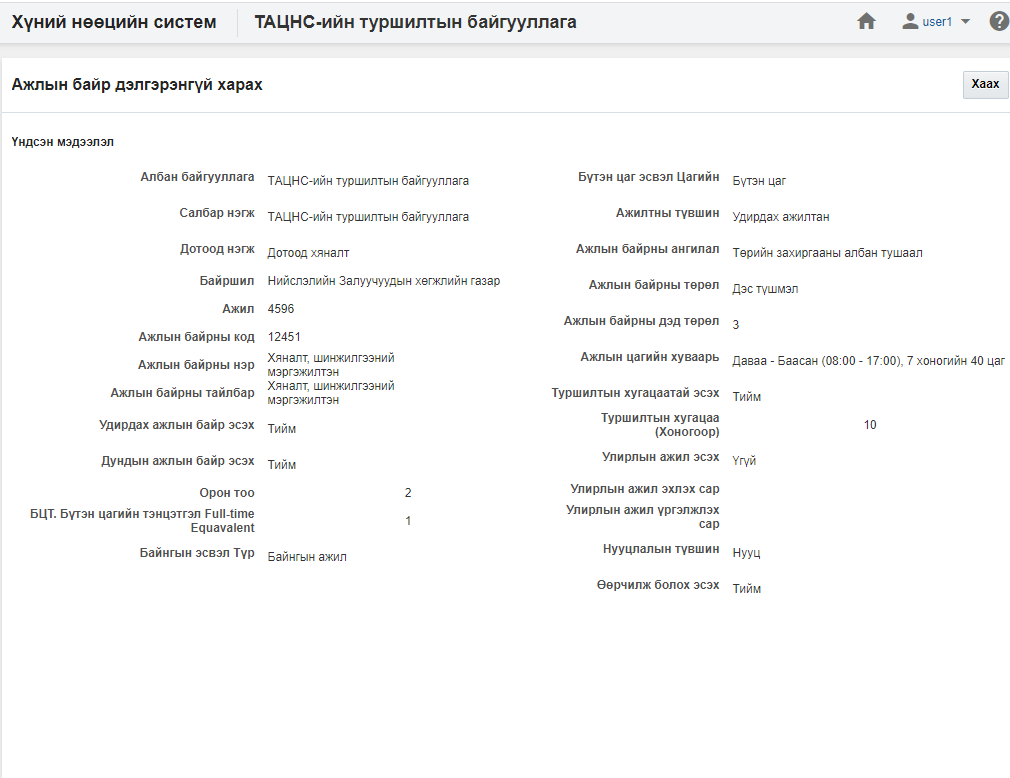 Хүний нөөцийн систем
ТАЦНС-ийн туршилтын байгууллага
user1
?
Ажлын байр дэлгэрэнгүй харах
Хаах
Үндсэн мэдээлэл
Албан байгууллага ТАЦНС-ийн туршилтын байгууллага
Салбар нэгж ТАЦНС-ийн туршилтын байгууллага
Дотоод нэгж Дотоод хяналт
Байршил Нийслэлийн Залуучуудын хөгжлийн газар
Ажил 4596
Ажлын байрны код 12451
Ажлын байрны нэр Хяналт, шинжилгээний
мэргэжилтэн
Ажлын байрны тайлбар Хяналт, шинжилгээний
мэргэжилтэн
Удирдах ажлын байр эсэх Тийм
Дундын ажлын байр эсэх Тийм
Орон тоо 2
БЦТ. Бүтэн цагийн тэнцэтгэл Full-time
Equavalent 1
Байнгын эсвэл Түр Байнгын ажил
Бүтэн цаг эсвэл Цагийн Бүтэн цаг
Ажилтны түвшин Удирдах ажилтан
Ажлын байрны ангилал Төрийн захиргааны албан тушаал
Ажлын байрны төрөл Дэс түшмэл
Ажлын байрны дэд төрөл 3
Ажлын цагийн хуваарь Даваа - Баасан (08:00 - 17:00), 7 хоногийн 40 цаг
Туршилтын хугацаатай эсэх Тийм
Туршилтын хугацаа
(Хоногоор) 10
Улирлын ажил эсэх Үгүй
Улирлын ажил эхлэх сар
Улирлын ажил үргэлжлэх
сар
Нууцлалын түвшин Нууц
Өөрчилж болох эсэх Тийм